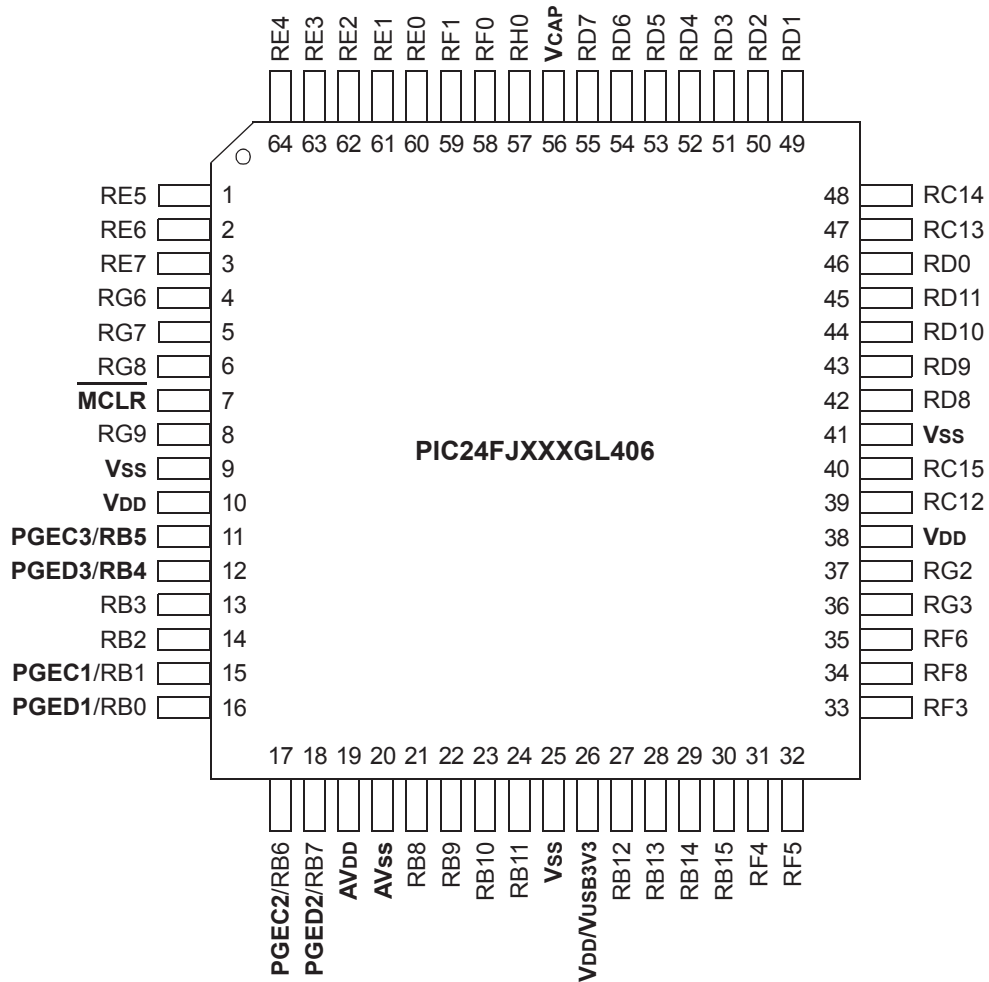 RE4 RE3 RE2 RE1 RE0 RF1 RF0 RH0 VCAP RD7 RD6 RD5 RD4 RD3 RD2 RD1
64 63 62 61 60 59 58 57 56 55 54 53 52 51 50 49
RE5 1 48 RC14
RE6 2 47 RC13
RE7 3 46 RD0
RG6 4 45 RD11
RG7 5 44 RD10
RG8 6 43 RD9
MCLR 7 42 RD8
RG9 8 41 VSS
PIC24FJXXXGL406
VSS 9 40 RC15
VDD 10 39 RC12
PGEC3/RB5 11 38 VDD
PGED3/RB4 12 37 RG2
RB3 13 36 RG3
RB2 14 35 RF6
PGEC1/RB1 15 34 RF8
PGED1/RB0 16 33 RF3
17 18 19 20 21 22 23 24 25 26 27 28 29 30 31 32
PGEC2/RB6 PGED2/RB7 AVDD AVSS RB8 RB9 RB10 RB11 VSS VDD/VUSB3V3 RB12 RB13 RB14 RB15 RF4 RF5